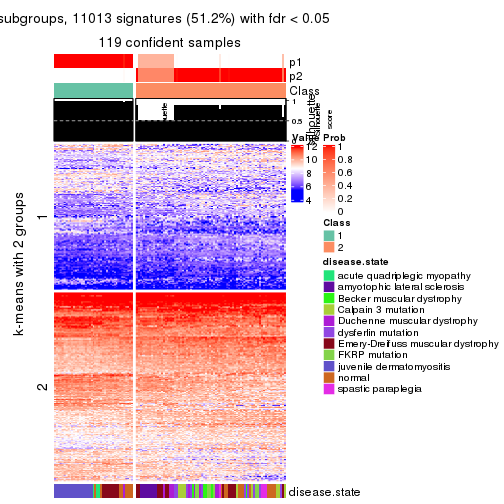 subgroups, 11013 signatures (51.2%) with fdr < 0.05
119 confident samples
p1
p2
Class
1
0.5
silhouette
score
Value
12
10
8
6
4
Prob
1
0.8
0.6
0.4
0.2
0
Class
1
2
disease.state
acute quadriplegic myopathy
amyotophic lateral sclerosis
Becker muscular dystrophy
Calpain 3 mutation
Duchenne muscular dystrophy
dysferlin mutation
Emery-Dreifuss muscular dystrophy
FKRP mutation
juvenile dermatomyositis
normal
spastic paraplegia
k-means with 2 groups
1
2
disease.state